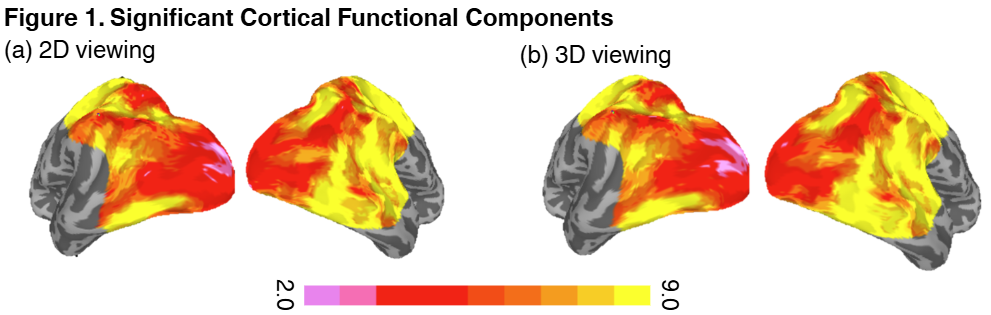 Figure 1. Significant Cortical Functional Components
(a) 2D viewing
(b) 3D viewing
2.0
9.0